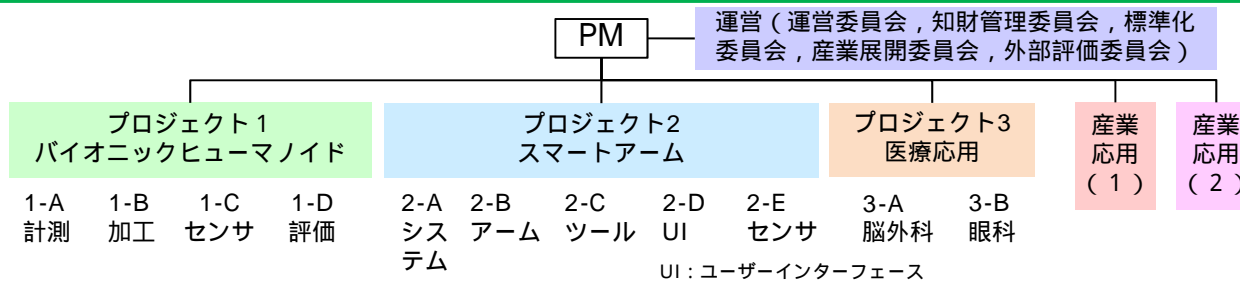 PM
運営（運営委員会，知財管理委員会，標準化
委員会，産業展開委員会，外部評価委員会）
プロジェクト１
バイオニックヒューマノイド
プロジェクト2
スマートアーム
プロジェクト3
医療応用
産業
応用
（１）
産業
応用
（２）
1-A
計測
1-B
加工
1-C
センサ
1-D
評価
2-A
シス
テム
2-B
アーム
2-C
ツール
2-D
UI
2-E
センサ
3-A
脳外科
3-B
眼科
UI：ユーザーインターフェース